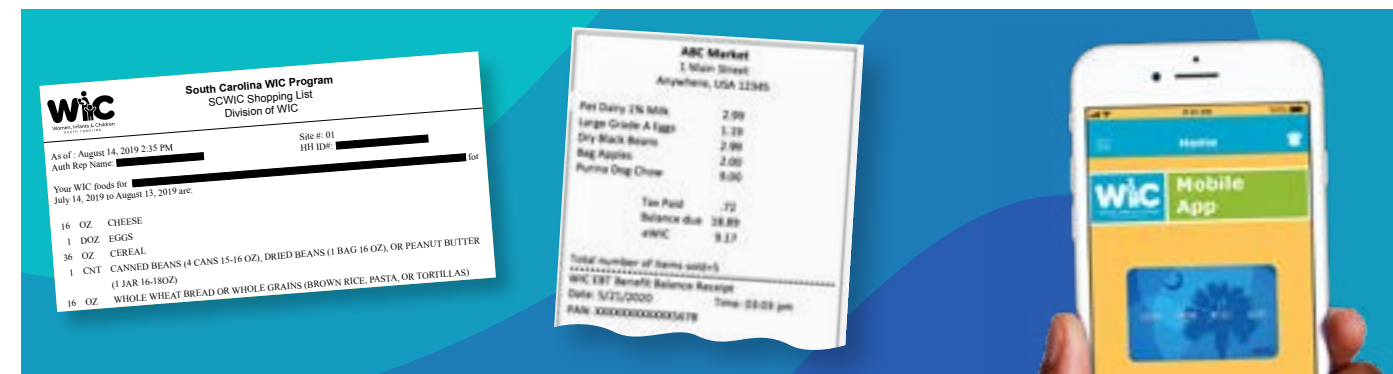 South Carolina WIC Program
SCWIC Shopping List
Division of WIC
WIC
Women, Infants & Children
SOUTH CAROLINA
As of : August 14, 2019 2:35 PM
Site #: 01
Auth Rep Name:
HH ID#:
Your WIC foods for
for
July 14, 2019 to August 13, 2019 are:
16 OZ CHEESE
1 DOZ EGGS
36 OZ CEREAL
1 CNT CANNED BEANS (4 CANS 15-16 OZ), DRIED BEANS (1 BAG 16 OZ), OR PEANUT BUTTER
(1 JAR 16-18OZ)
16 OZ WHOLE WHEAT BREAD OR WHOLE GRAINS (BROWN RICE, PASTA, OR TORTILLAS)
ABC Market
1 Main Street
Anywhere, USA 12345
Pet Dairy 1% Milk 2.99
Large Grade A Eggs 1.19
Dry Black Beans 2.99
Bag Apples 2.00
Purina Dog Chow 9.00
Tax Paid .72
Balance due 18.89
eWIC 9.17
Total number of items sold=5
WIC EBT Benefit Balance Receipt
Date: 5/21/2020 Time: 03:03 pm
PAN: XXXXXXXXXXXX5678
Home
WIC
Mobile
App